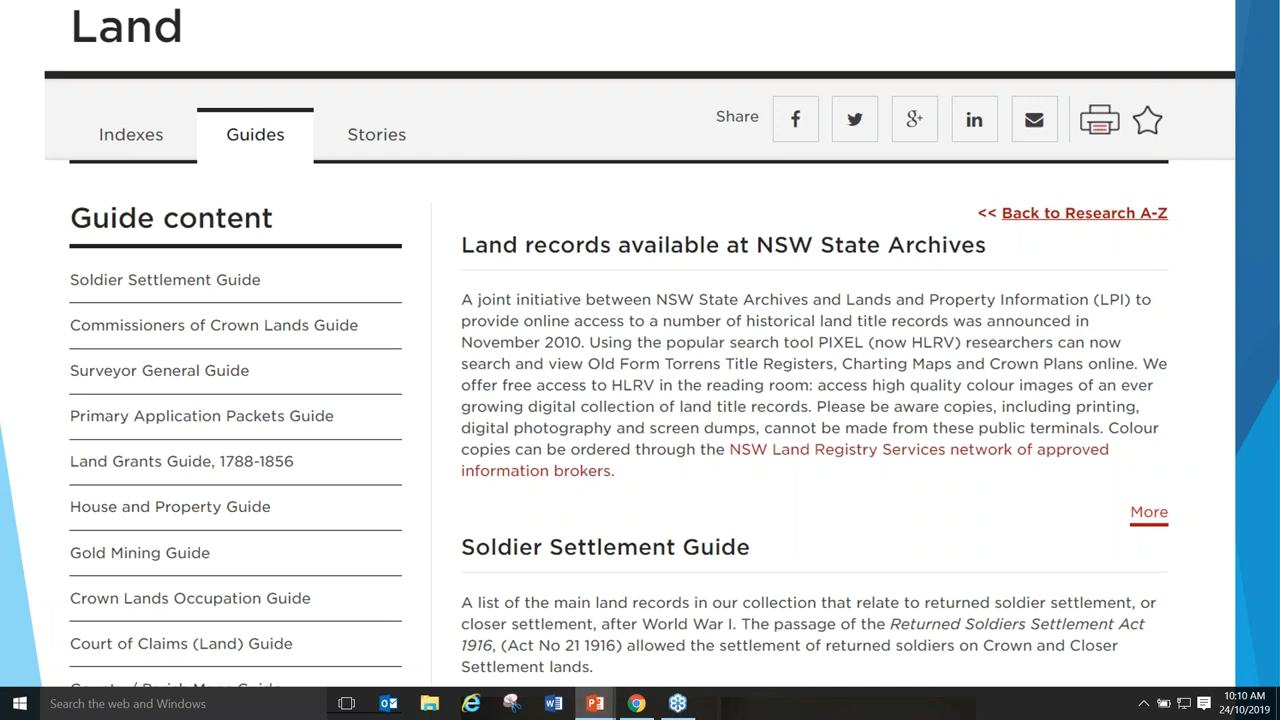 Land
Indexes
Guides
Stories
Share
Guide content
Soldier Settlement Guide
Commissioners of Crown Lands Guide
Surveyor General Guide
Primary Application Packets Guide
Land Grants Guide, 1788-1856
House and Property Guide
Gold Mining Guide
Crown Lands Occupation Guide
Court of Claims (Land) Guide
<< Back to Research A-Z
Land records available at NSW State Archives
A joint initiative between NSW State Archives and Lands and Property Information (LPI) to
provide online access to a number of historical land title records was announced in
November 2010. Using the popular search tool PIXEL (now HLRV) researchers can now
search and view Old Form Torrens Title Registers, Charting Maps and Crown Plans online. We
offer free access to HLRV in the reading room: access high quality colour images of an ever
growing digital collection of land title records. Please be aware copies, including printing,
digital photography and screen dumps, cannot be made from these public terminals. Colour
copies can be ordered through the NSW Land Registry Services network of approved
information brokers.
More
Soldier Settlement Guide
A list of the main land records in our collection that relate to returned soldier settlement, or
closer settlement, after World War I. The passage of the Returned Soldiers Settlement Act
1916, (Act No 21 1916) allowed the settlement of returned soldiers on Crown and Closer
Settlement lands.
Search the web and Windows
10:10 AM
24/10/2019